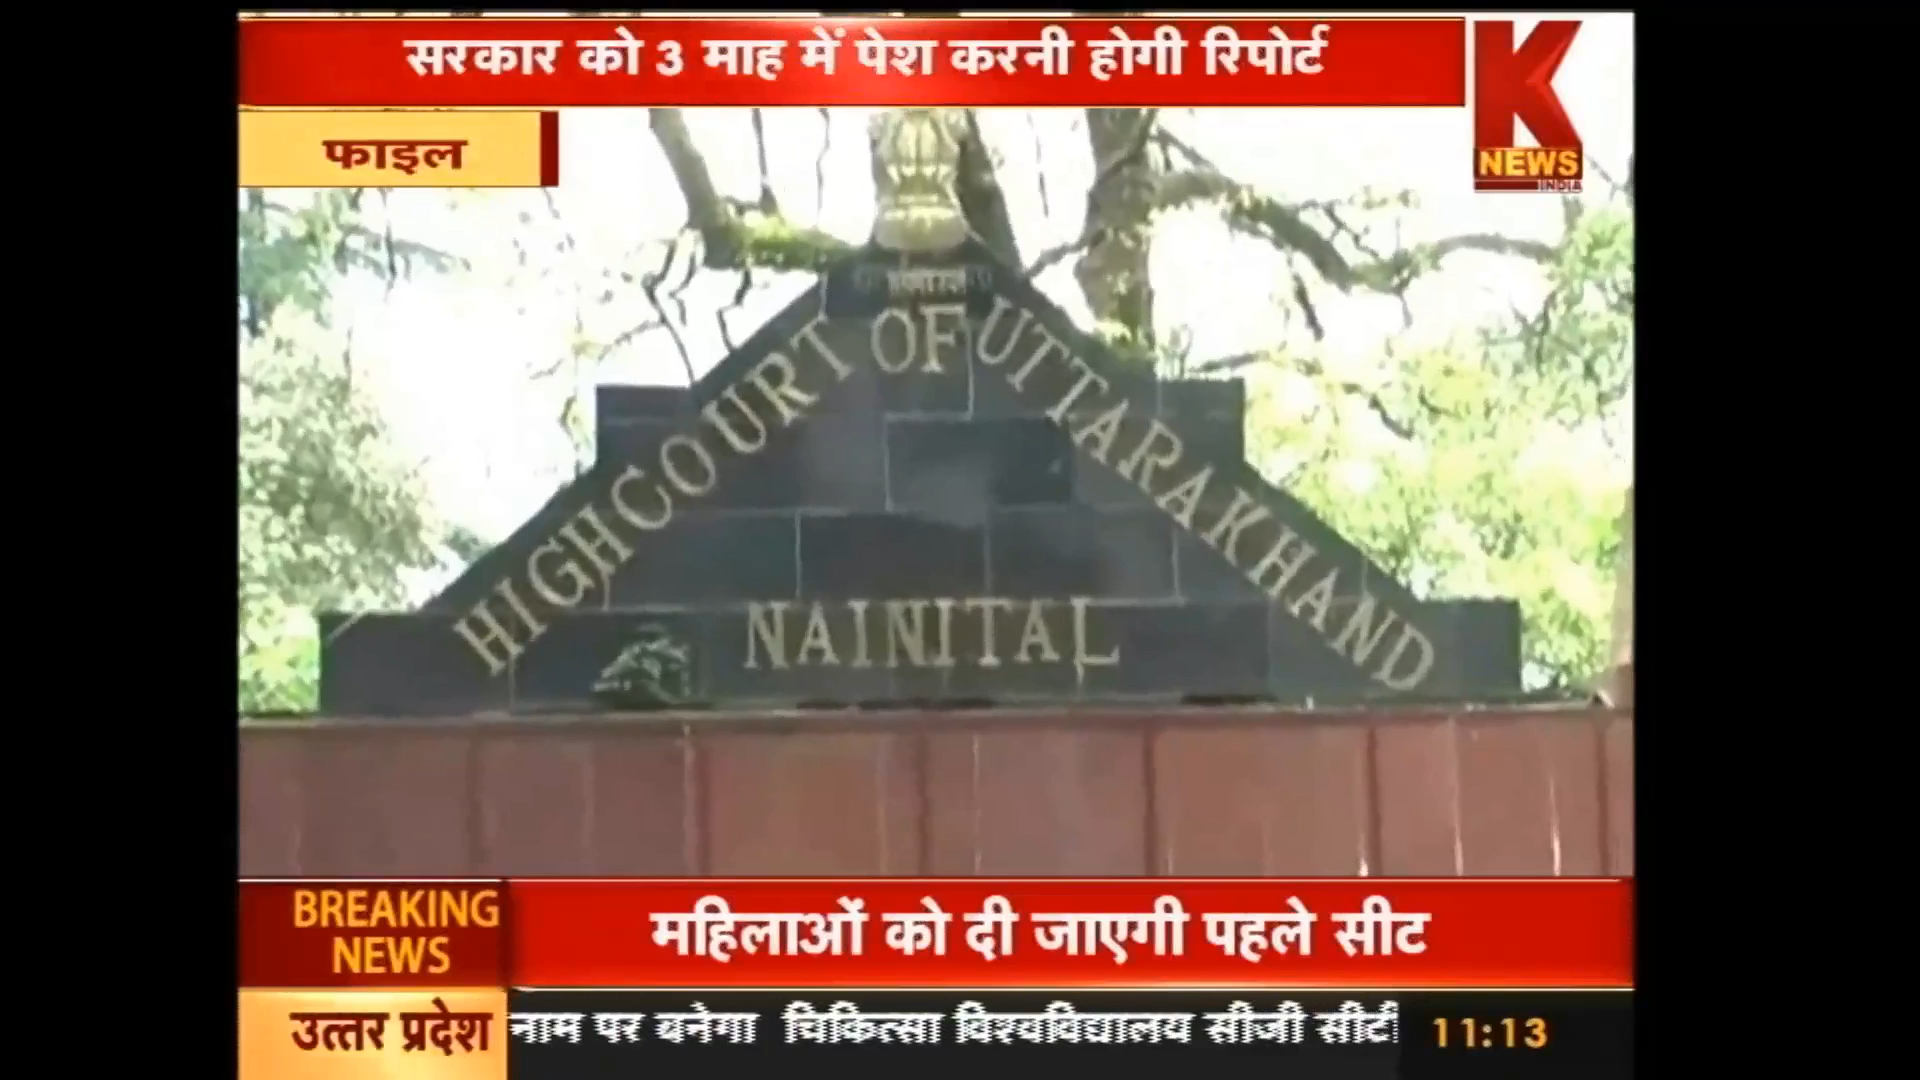 सरकार को 3 माह में पेश करनी होगी रिपोर्ट
K
NEWS
INDIA
फाइल
HIGHCOURT OF UTTARAKHAND
NAINITAL
BREAKING
NEWS
महिलाओं को दी जाएगी पहले सीट
उत्तर प्रदेश
नाम पर बनेगा चिकित्सा विश्वविद्यालय सीजी सीटी
11:13